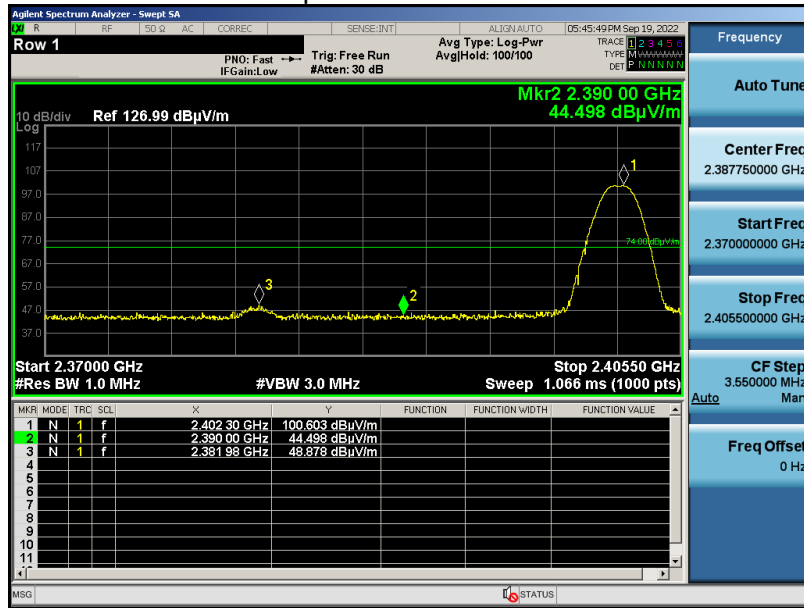 Agilent Spectrum Analyzer - Swept SA
LXI R RF 50 Ω AC CORREC SENSE:INT ALIGN AUTO 05:45:49 PM Sep 19, 2022
Row 1
PNO: Fast
IFGain:Low
Trig: Free Run
#Atten: 30 dB
Avg Type: Log-Pwr
Avg|Hold: 100/100
TRACE 1 2 3 4 5 6
TYPE M
DET P N N N N N
Mkr2 2.390 00 GHz
44.498 dBµV/m
10 dB/div Ref 126.99 dBµV/m
Log
117
107
97.0
87.0
77.0
67.0
57.0
47.0
37.0
1
74.00 dBµV/m
3
2
Start 2.37000 GHz Stop 2.40550 GHz
#Res BW 1.0 MHz #VBW 3.0 MHz Sweep 1.066 ms (1000 pts)
MKR MODE TRC SCL X Y FUNCTION FUNCTION WIDTH FUNCTION VALUE
1 N 1 f 2.402 30 GHz 100.603 dBµV/m
2 N 1 f 2.390 00 GHz 44.498 dBµV/m
3 N 1 f 2.381 98 GHz 48.878 dBµV/m
4
5
6
7
8
9
10
11
MSG STATUS
Frequency
Auto Tune
Center Freq
2.387750000 GHz
Start Freq
2.370000000 GHz
Stop Freq
2.405500000 GHz
CF Step
3.550000 MHz
Auto Man
Freq Offset
0 Hz